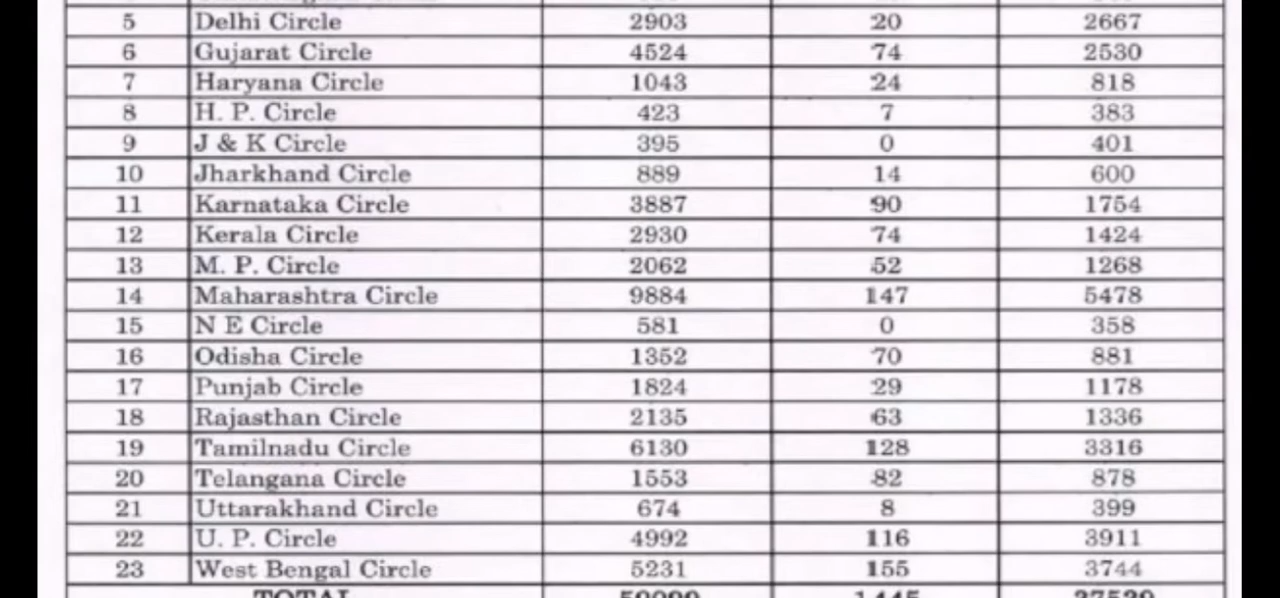 5 Delhi Circle 2903 20 2667
6 Gujarat Circle 4524 74 2530
7 Haryana Circle 1043 24 818
8 H. P. Circle 423 7 383
9 J & K Circle 395 0 401
10 Jharkhand Circle 889 14 600
11 Karnataka Circle 3887 90 1754
12 Kerala Circle 2930 74 1424
13 M. P. Circle 2062 52 1268
14 Maharashtra Circle 9884 147 5478
15 N E Circle 581 0 358
16 Odisha Circle 1352 70 881
17 Punjab Circle 1824 29 1178
18 Rajasthan Circle 2135 63 1336
19 Tamilnadu Circle 6130 128 3316
20 Telangana Circle 1553 82 878
21 Uttarakhand Circle 674 8 399
22 U. P. Circle 4992 116 3911
23 West Bengal Circle 5231 155 3744
TOTAL